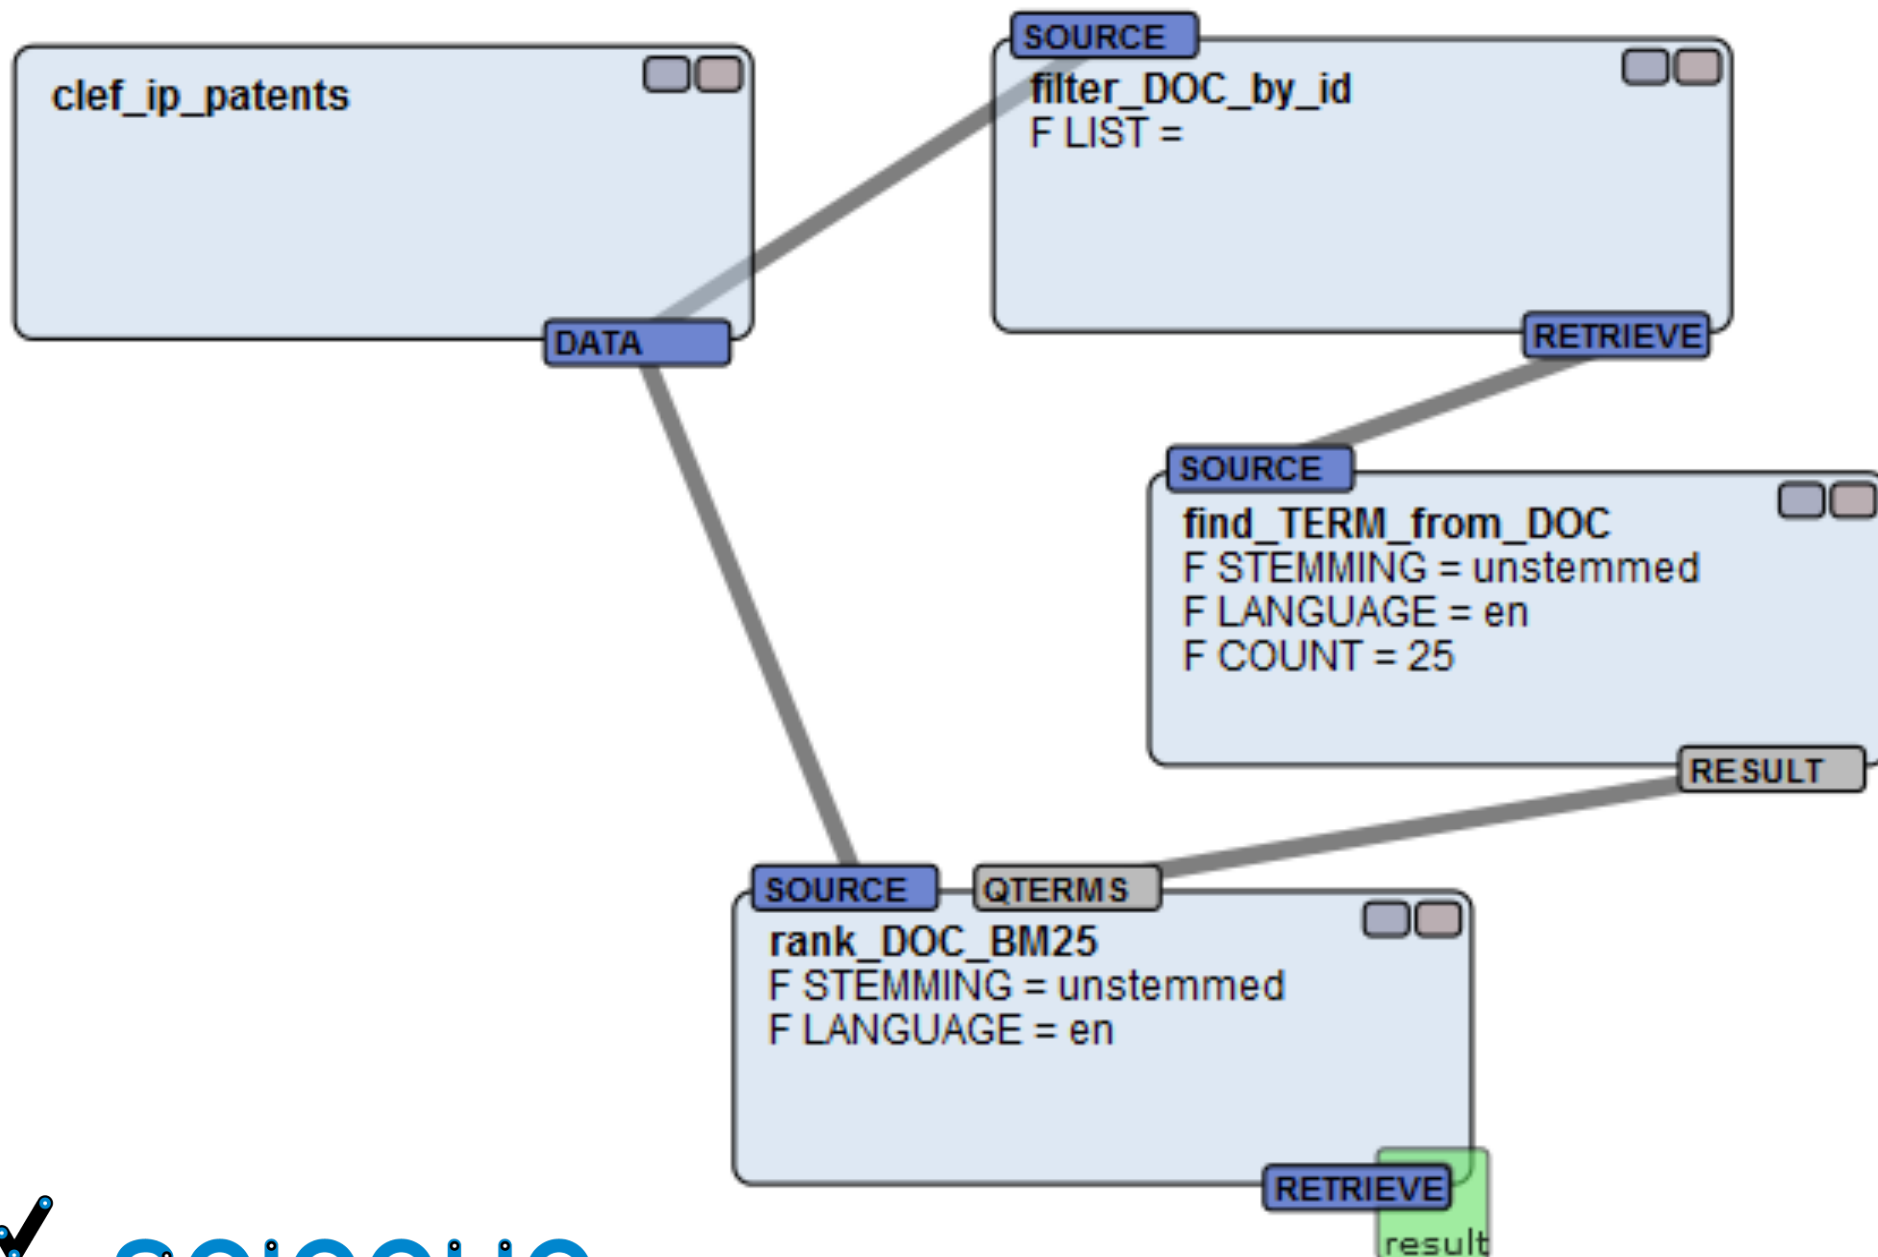 clef_ip_patents
DATA
SOURCE
filter_DOC_by_id
F LIST =
RETRIEVE
SOURCE
find_TERM_from_DOC
F STEMMING = unstemmed
F LANGUAGE = en
F COUNT = 25
RESULT
SOURCE
QTERMS
rank_DOC_BM25
F STEMMING = unstemmed
F LANGUAGE = en
RETRIEVE
result